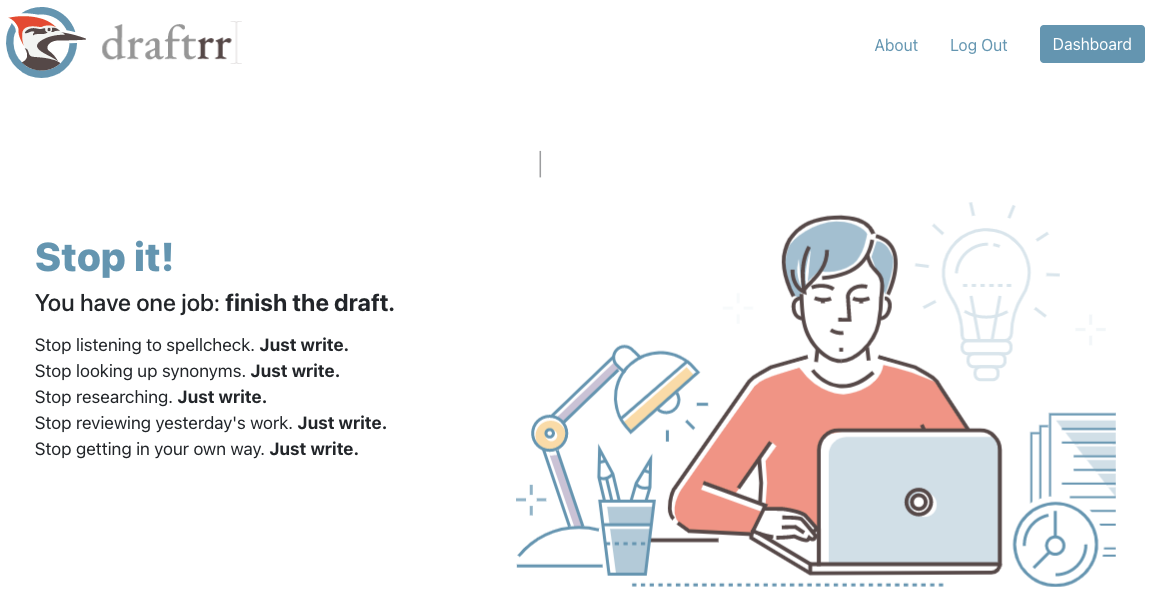 draftrr
About
Log Out
Dashboard
Stop it!
You have one job: finish the draft.
Stop listening to spellcheck. Just write.
Stop looking up synonyms. Just write.
Stop researching. Just write.
Stop reviewing yesterday's work. Just write.
Stop getting in your own way. Just write.